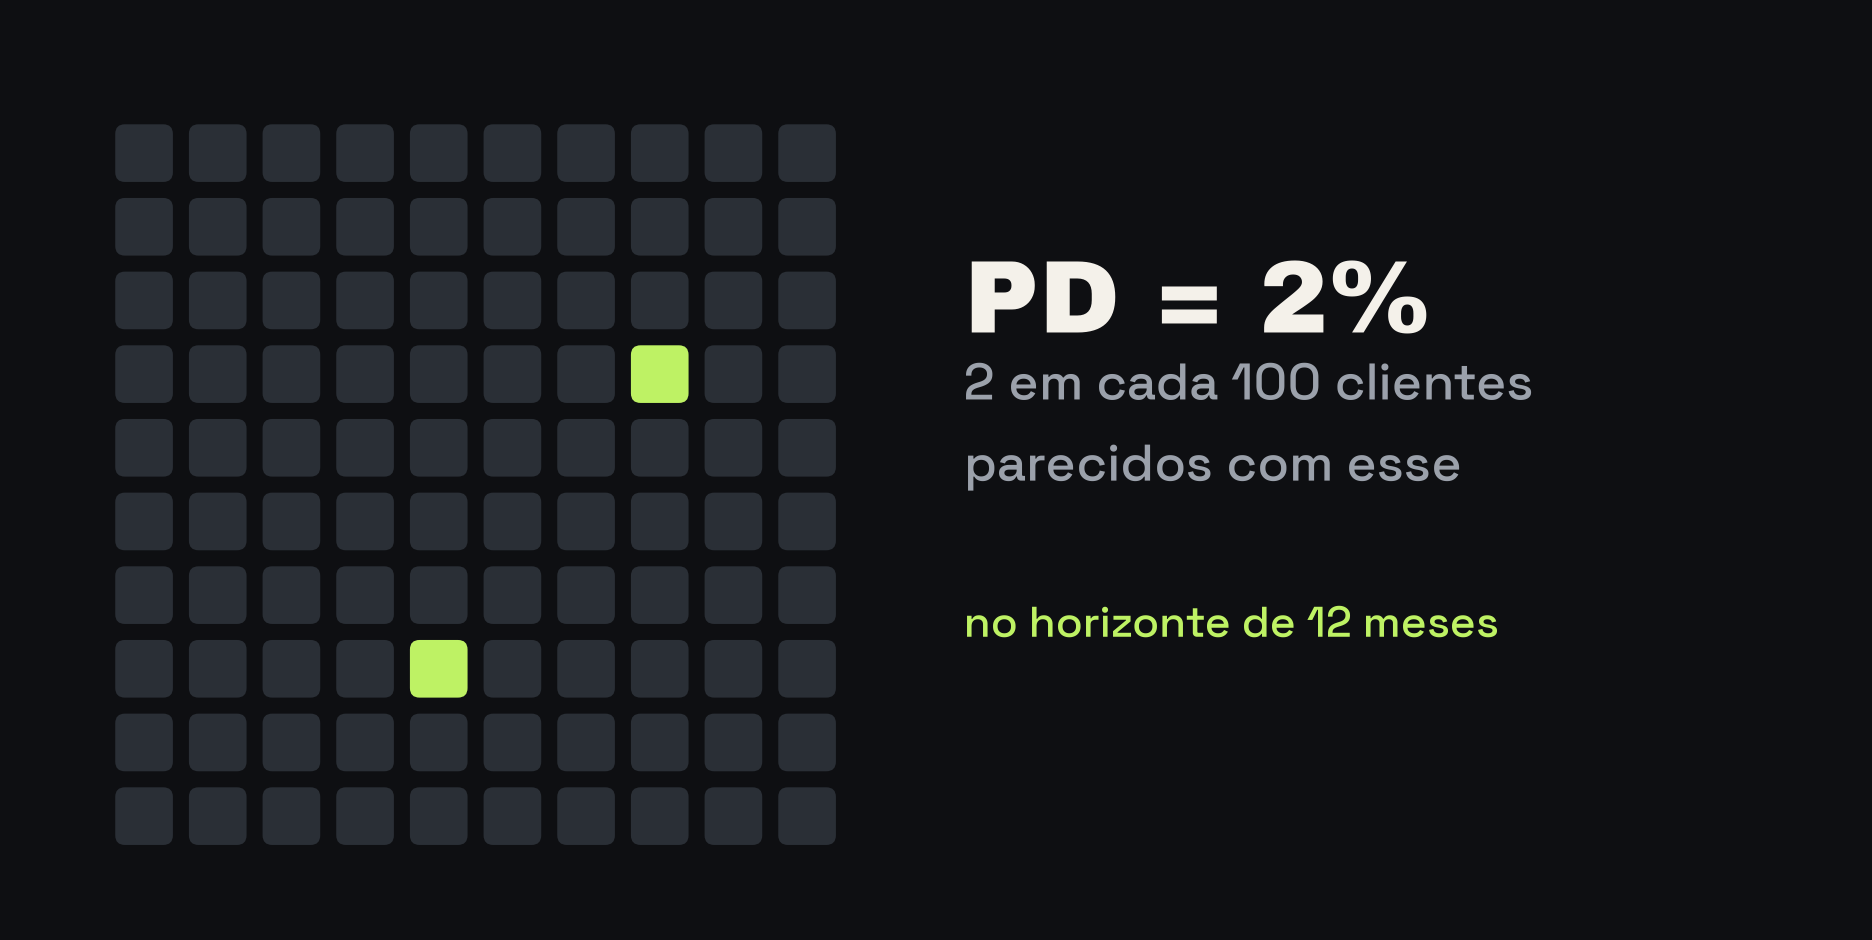 PD = 2%
2 em cada 100 clientes
parecidos com esse
no horizonte de 12 meses